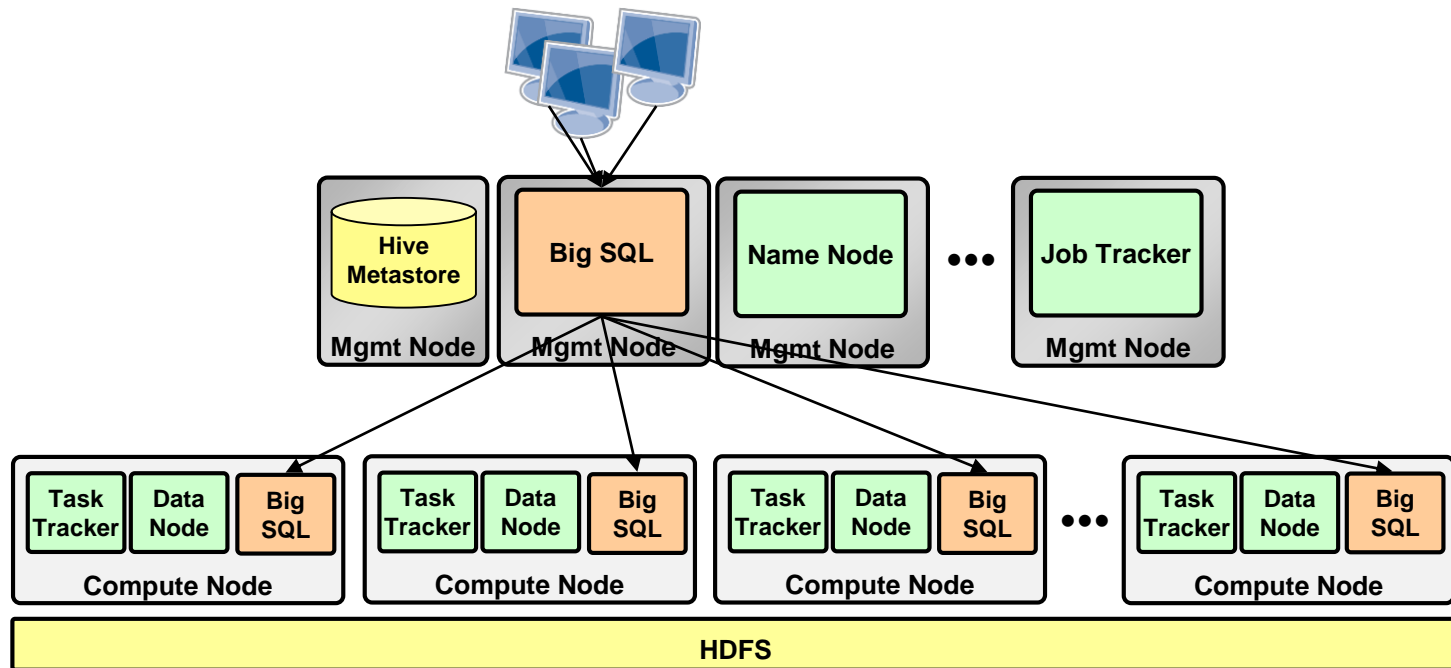 Hive
Metastore
Mgmt Node
Big SQL
Mgmt Node
Name Node
Mgmt Node
•••
Job Tracker
Mgmt Node
Task
Tracker
Data
Node
Big
SQL
Compute Node
Task
Tracker
Data
Node
Big
SQL
Compute Node
Task
Tracker
Data
Node
Big
SQL
Compute Node
•••
Task
Tracker
Data
Node
Big
SQL
Compute Node
HDFS